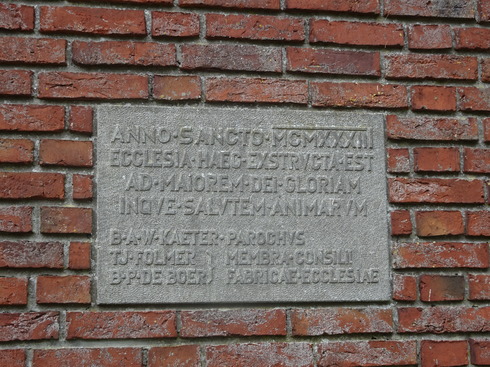 ANNO·SANCTO·MCMXXXIII
ECCLESIA·HAEC·EXSTRVCTA·EST
AD·MAIOREM·DEI·GLORIAM
INQVE·SALVTEM·ANIMARVM
B·A·W·KAETER·PAROCHVS
T·J·FOLMER } MEMBRA·CONSILII
B·P·DE BOER } FABRICAE·ECCLESIAE